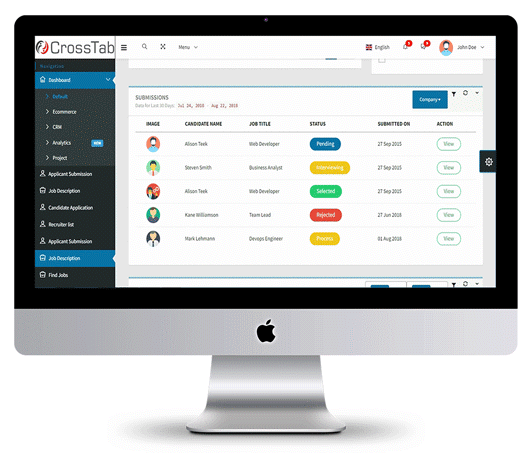 CrossTab
Menu
English
John Doe
Navigation
Dashboard
Default
Ecommerce
CRM
Analytics NEW
Project
Applicant Submission
Job Description
Candidate Application
Recruiter list
Applicant Submission
Job Description
Find Jobs
SUBMISSIONS
Data for Last 30 Days: Jul 24, 2018 - Aug 22, 2018
Company
IMAGE CANDIDATE NAME JOB TITLE STATUS SUBMITTED ON ACTION
Alison Teek Web Developer Pending 27 Sep 2015 View
Steven Smith Business Analyst Interviewing 27 Sep 2015 View
Alison Teek Web Developer Selected 27 Sep 2015 View
Kane Williamson Team Lead Rejected 27 Jun 2018 View
Mark Lehmann Devops Engineer Process 01 Aug 2018 View